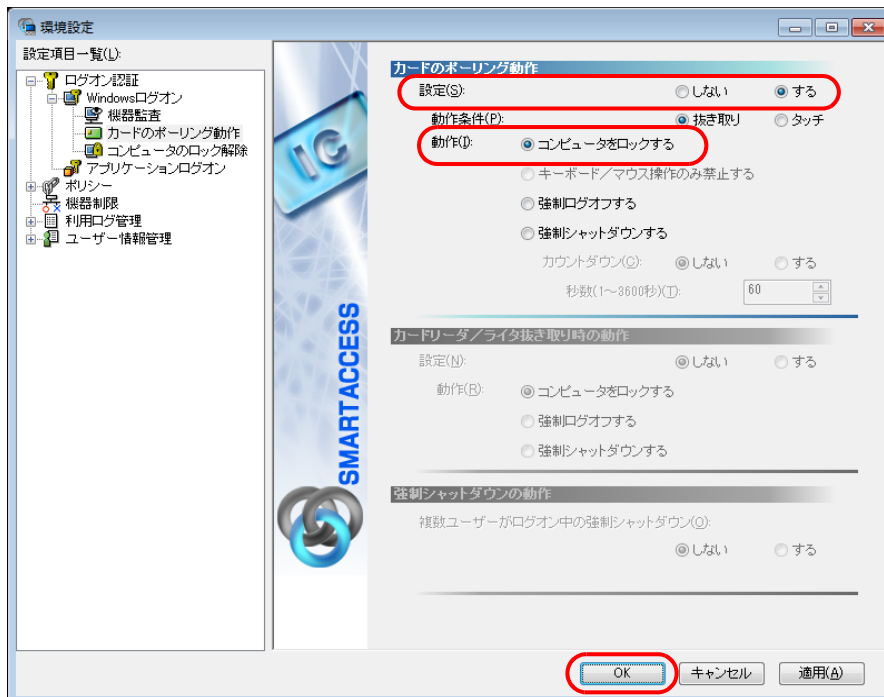 環境設定
設定項目一覧(L):
ログオン認証
Windowsログオン
機器監査
カードのポーリング動作
コンピュータのロック解除
アプリケーションログオン
ポリシー
機器制限
利用ログ管理
ユーザー情報管理
IC
SMARTACCESS
カードのポーリング動作
設定(S): しない する
動作条件(P): 抜き取り タッチ
動作(I): コンピュータをロックする
キーボード／マウス操作のみ禁止する
強制ログオフする
強制シャットダウンする
カウントダウン(C): しない する
秒数(1～3600秒)(T): 60
カードリーダ／ライタ抜き取り時の動作
設定(N): しない する
動作(R): コンピュータをロックする
強制ログオフする
強制シャットダウンする
強制シャットダウンの動作
複数ユーザーがログオン中の強制シャットダウン(O):
しない する
OK キャンセル 適用(A)